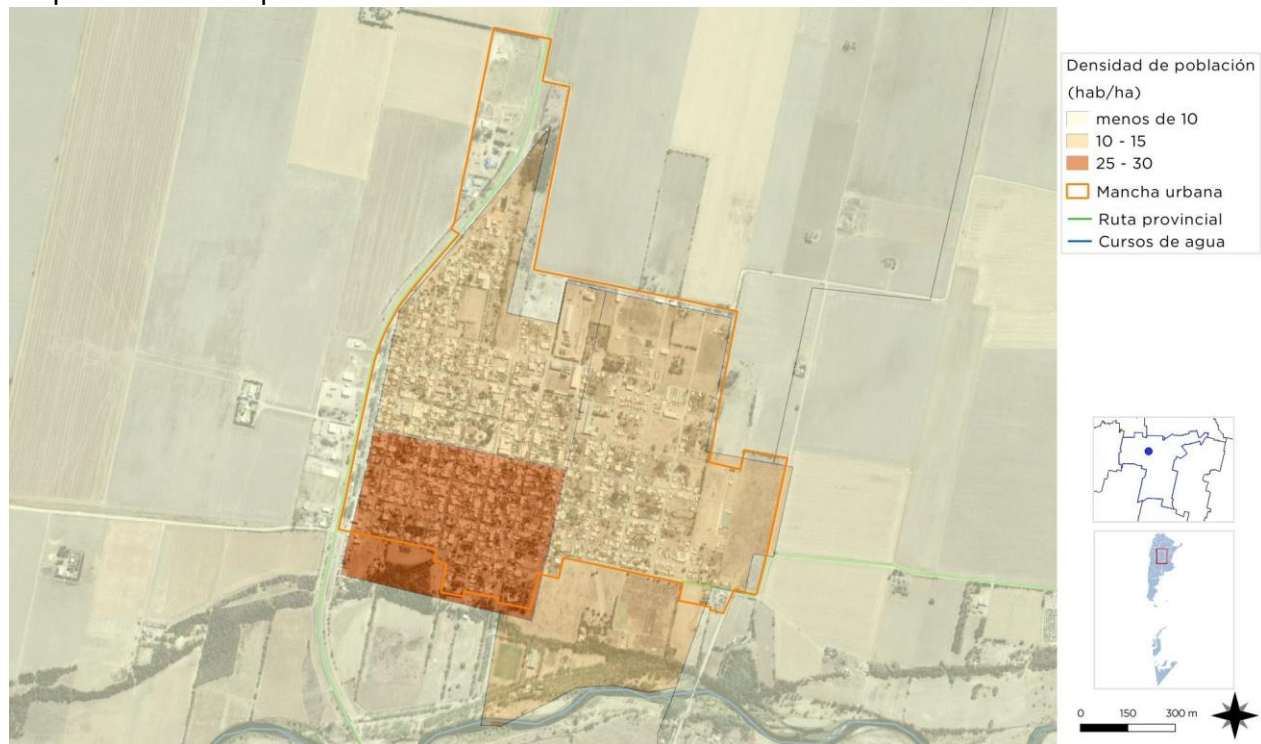 Densidad de población
(hab/ha)
menos de 10
10 - 15
25 - 30
Mancha urbana
Ruta provincial
Cursos de agua
0 150 300 m